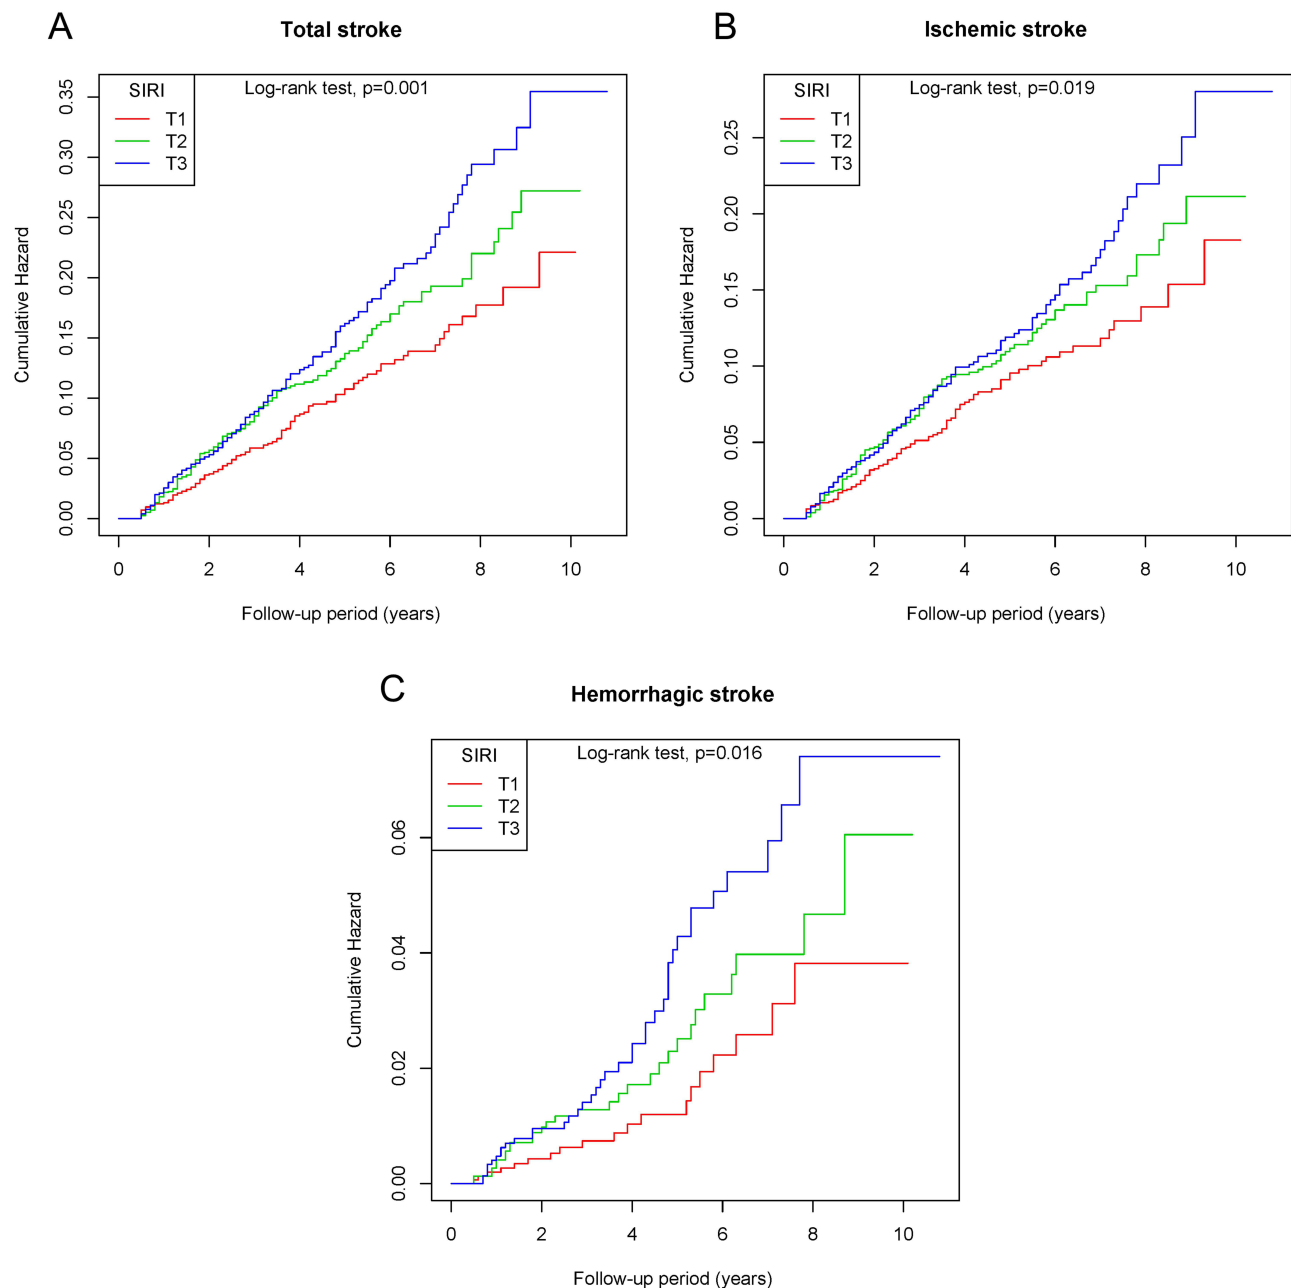 A
Total stroke
SIRI
T1
T2
T3
Log-rank test, p=0.001
Cumulative Hazard
0.00 0.05 0.10 0.15 0.20 0.25 0.30 0.35
0 2 4 6 8 10
Follow-up period (years)
B
Ischemic stroke
SIRI
T1
T2
T3
Log-rank test, p=0.019
Cumulative Hazard
0.00 0.05 0.10 0.15 0.20 0.25
0 2 4 6 8 10
Follow-up period (years)
C
Hemorrhagic stroke
SIRI
T1
T2
T3
Log-rank test, p=0.016
Cumulative Hazard
0.00 0.02 0.04 0.06
0 2 4 6 8 10
Follow-up period (years)